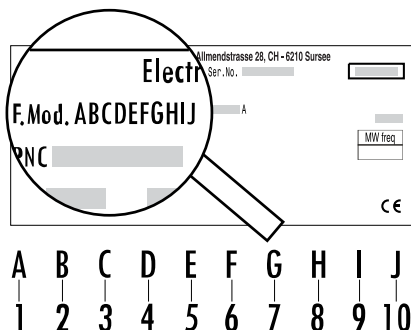 Allmendstrasse 28, CH - 6210 Sursee
Electr
Ser.No.
F.Mod. ABCDEFGHIJ
A
PNC
MW freq
CE
A B C D E F G H I J
1 2 3 4 5 6 7 8 9 10